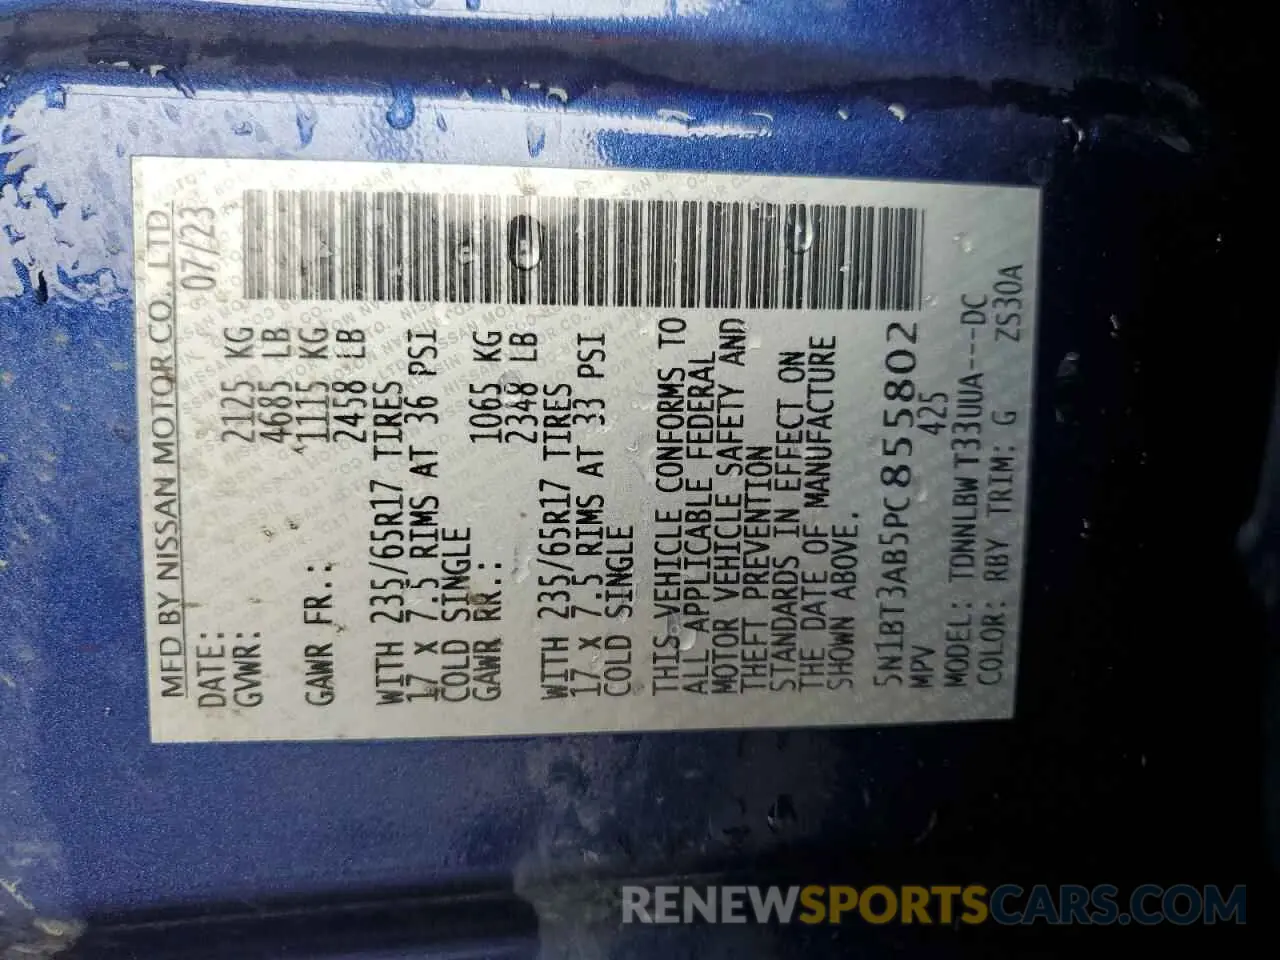 MFD BY NISSAN MOTOR CO., LTD.
DATE: 07/23
GVWR: 2125 KG
4685 LB
GAWR FR.: 1115 KG
2458 LB
WITH 235/65R17 TIRES
17 X 7.5 RIMS AT 36 PSI
COLD SINGLE
GAWR RR.: 1065 KG
2348 LB
WITH 235/65R17 TIRES
17 X 7.5 RIMS AT 33 PSI
COLD SINGLE
THIS VEHICLE CONFORMS TO
ALL APPLICABLE FEDERAL
MOTOR VEHICLE SAFETY AND
THEFT PREVENTION
STANDARDS IN EFFECT ON
THE DATE OF MANUFACTURE
SHOWN ABOVE.
5N1BT3AB5PC855802
MPV 425
MODEL: TDNNLBWT33UUA---DC
COLOR: RBY TRIM: G ZS30A
RENEWSPORTSCARS.COM